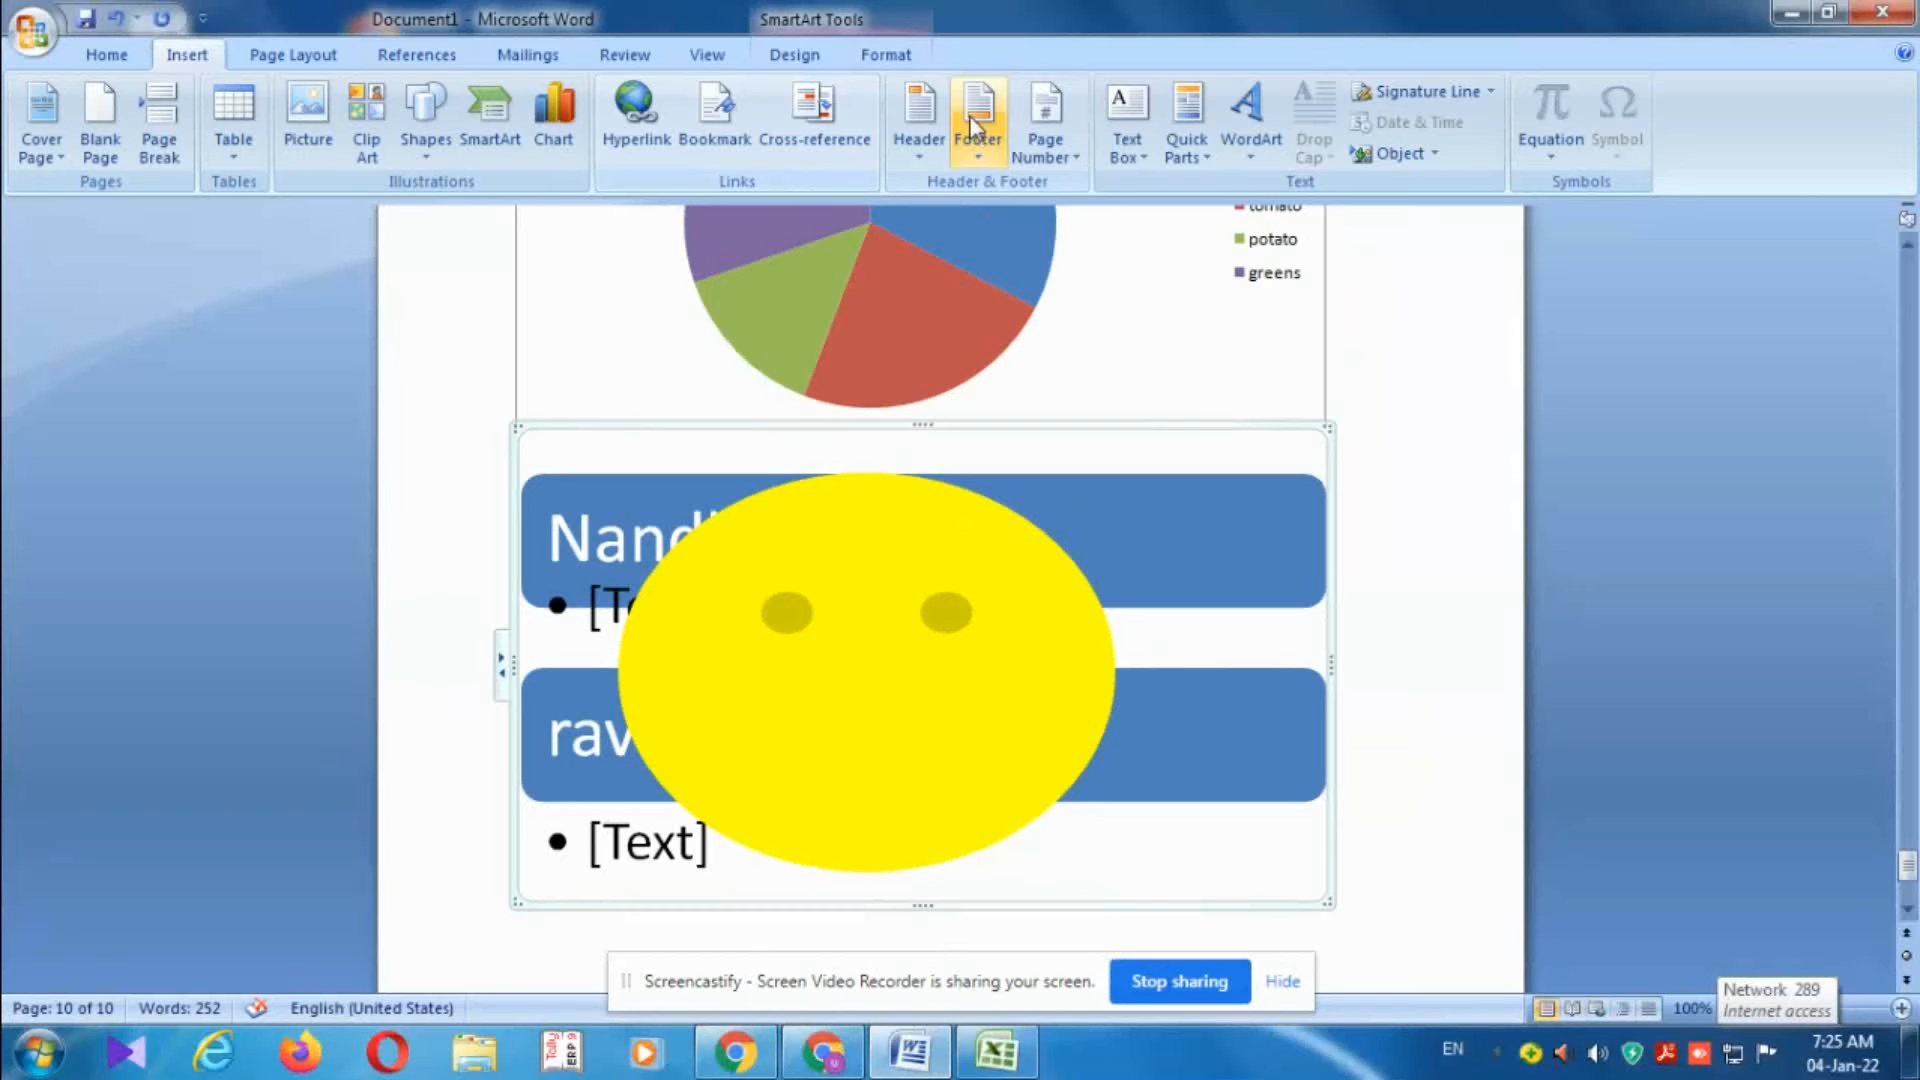 Document1 - Microsoft Word
SmartArt Tools
Home
Insert
Page Layout
References
Mailings
Review
View
Design
Format
Cover Page
Blank Page
Page Break
Table
Picture
Clip Art
Shapes
SmartArt
Chart
Hyperlink
Bookmark
Cross-reference
Header
Footer
Page Number
Text Box
Quick Parts
WordArt
Drop Cap
Signature Line
Date & Time
Object
Equation
Symbol
Pages
Tables
Illustrations
Links
Header & Footer
Text
Symbols
tomato
potato
greens
[Text]
Screencastify - Screen Video Recorder is sharing your screen.
Stop sharing
Hide
Network 289
Internet access
Page: 10 of 10
Words: 252
English (United States)
100%
Tally ERP 9
EN
7:25 AM
04-Jan-22